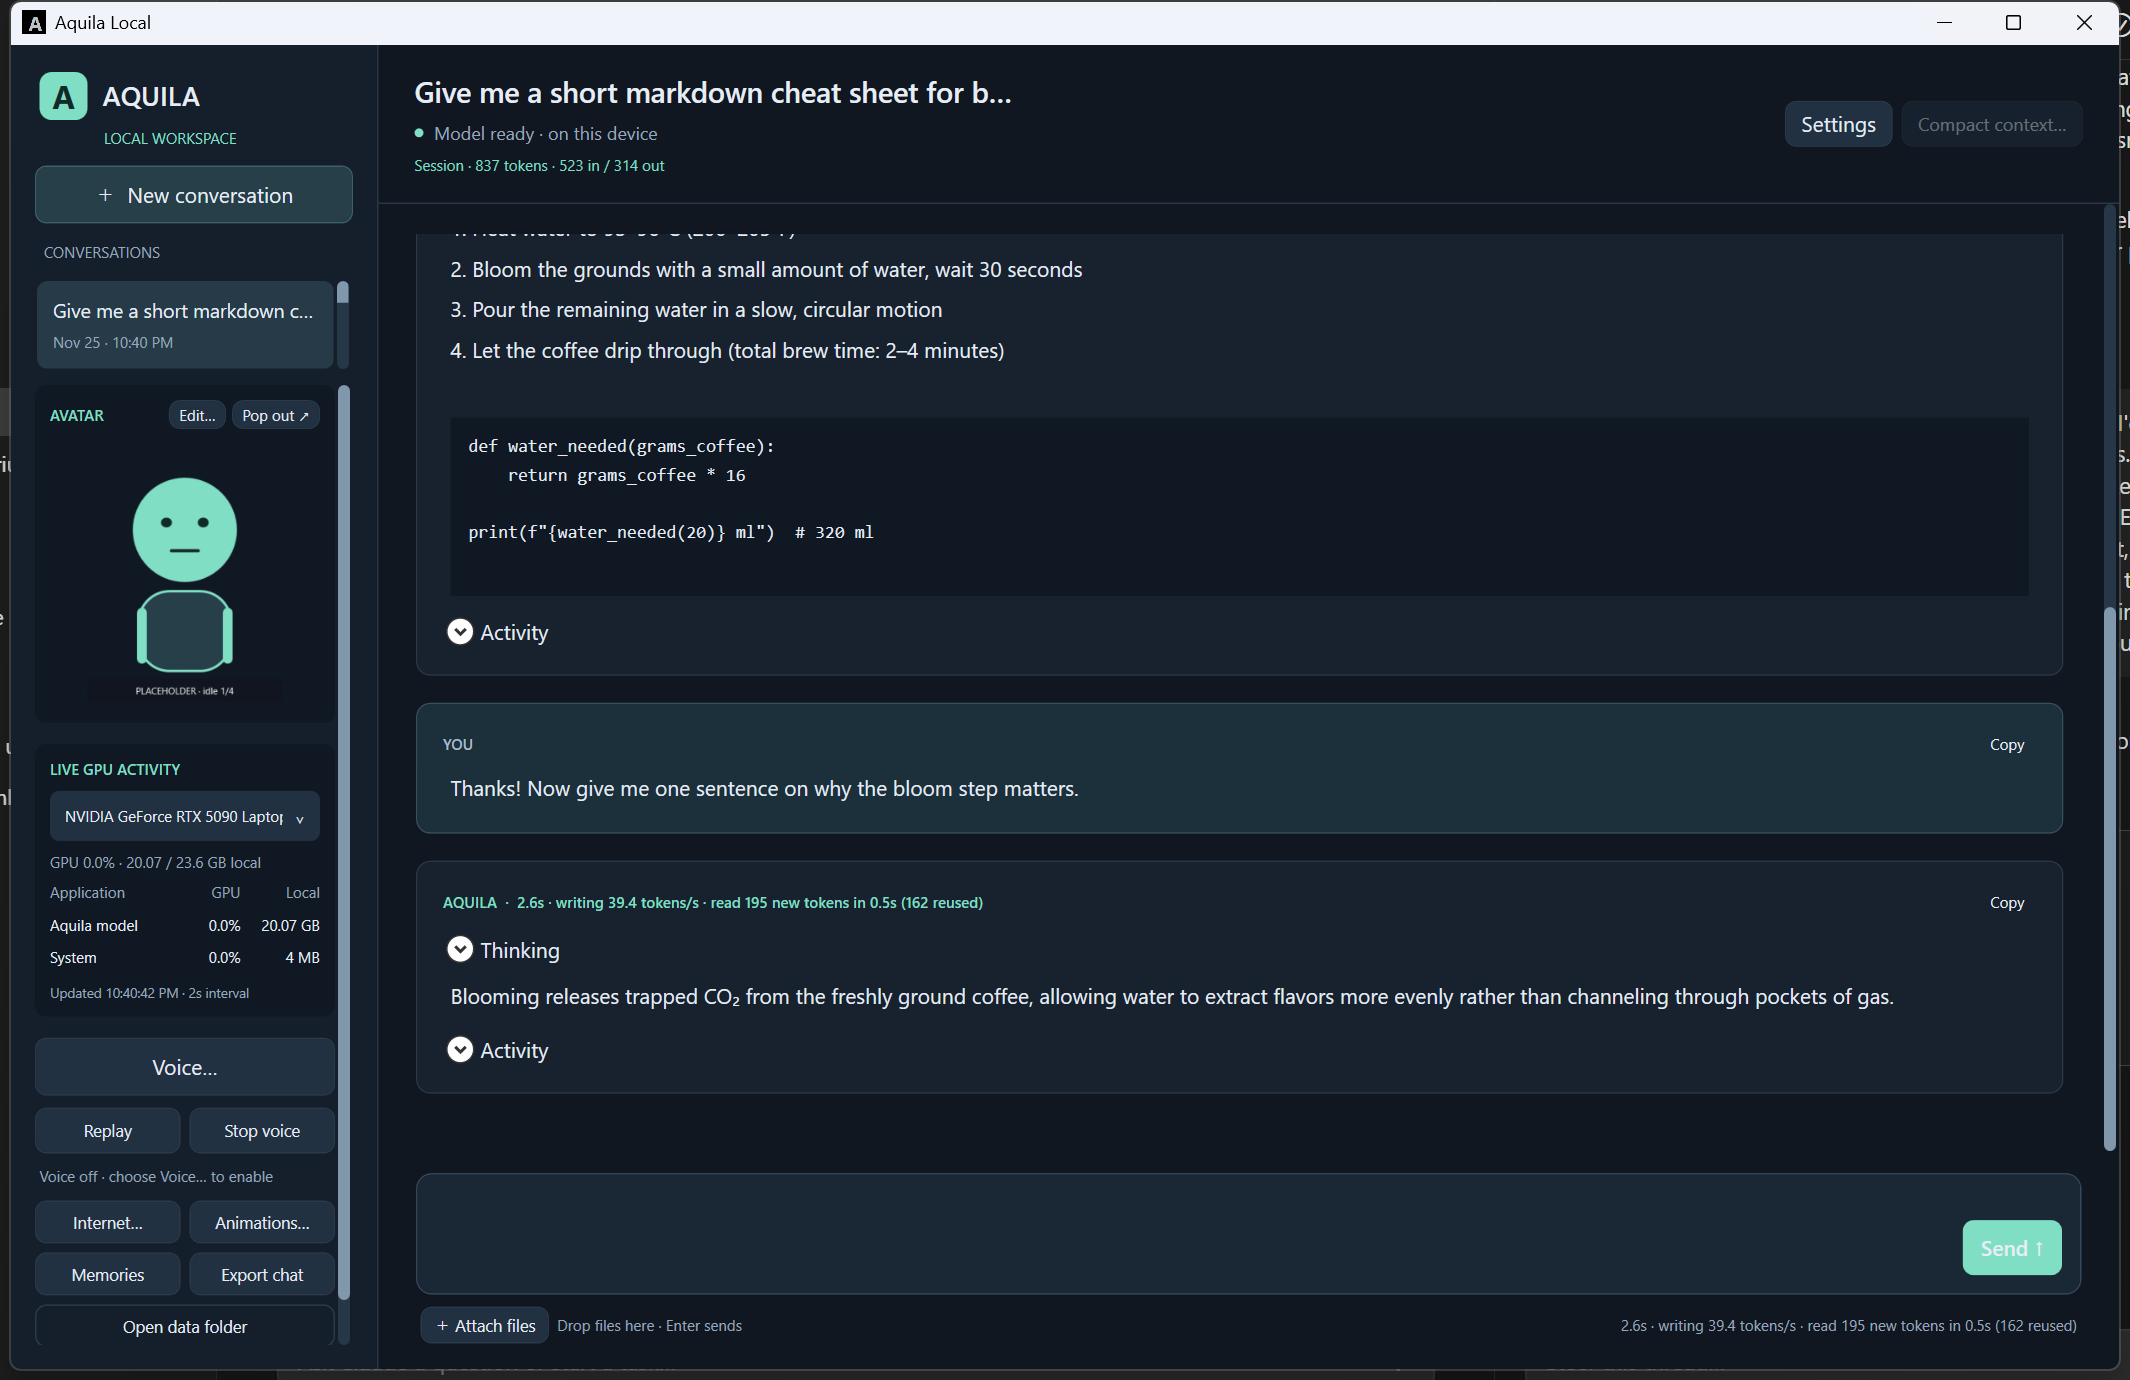 Aquila Local
A AQUILA
LOCAL WORKSPACE
+ New conversation
CONVERSATIONS
Give me a short markdown c...
Nov 25 · 10:40 PM
AVATAR
Edit...
Pop out ↗
PLACEHOLDER · idle 1/4
LIVE GPU ACTIVITY
NVIDIA GeForce RTX 5090 Laptop
GPU 0.0% · 20.07 / 23.6 GB local
Application GPU Local
Aquila model 0.0% 20.07 GB
System 0.0% 4 MB
Updated 10:40:42 PM · 2s interval
Voice...
Replay
Stop voice
Voice off · choose Voice... to enable
Internet...
Animations...
Memories
Export chat
Open data folder
Give me a short markdown cheat sheet for b...
Model ready · on this device
Session · 837 tokens · 523 in / 314 out
Settings
Compact context...
2. Bloom the grounds with a small amount of water, wait 30 seconds
3. Pour the remaining water in a slow, circular motion
4. Let the coffee drip through (total brew time: 2–4 minutes)
def water_needed(grams_coffee):
    return grams_coffee * 16
print(f"{water_needed(20)} ml")  # 320 ml
Activity
YOU
Copy
Thanks! Now give me one sentence on why the bloom step matters.
AQUILA · 2.6s · writing 39.4 tokens/s · read 195 new tokens in 0.5s (162 reused)
Copy
Thinking
Blooming releases trapped CO₂ from the freshly ground coffee, allowing water to extract flavors more evenly rather than channeling through pockets of gas.
Activity
Send ↑
+ Attach files
Drop files here · Enter sends
2.6s · writing 39.4 tokens/s · read 195 new tokens in 0.5s (162 reused)